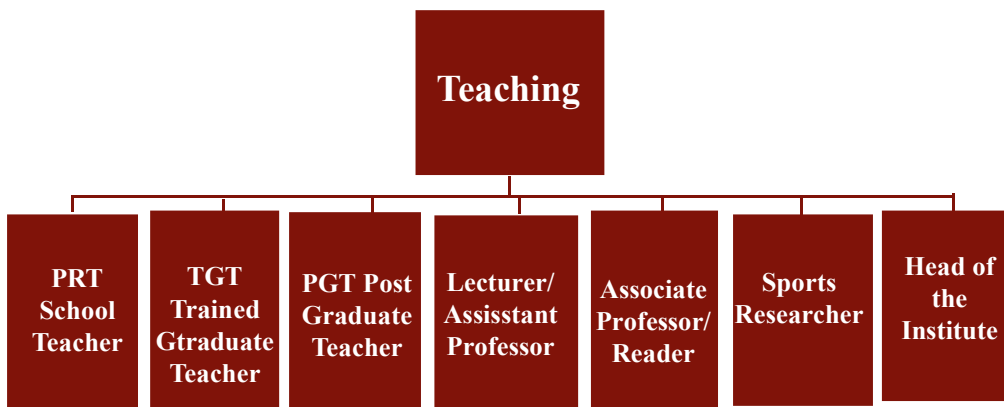 Teaching
PRT
School
Teacher
TGT
Trained
Gtraduate
Teacher
PGT Post
Graduate
Teacher
Lecturer/
Assisstant
Professor
Associate
Professor/
Reader
Sports
Researcher
Head of
the
Institute